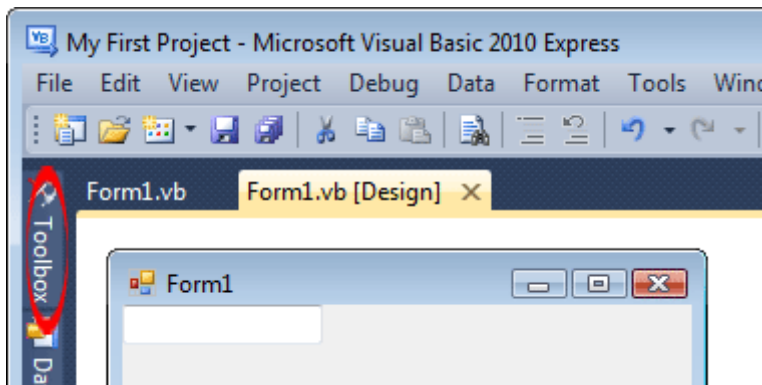 VB My First Project - Microsoft Visual Basic 2010 Express
File Edit View Project Debug Data Format Tools
Form1.vb Form1.vb [Design]
Toolbox
Form1